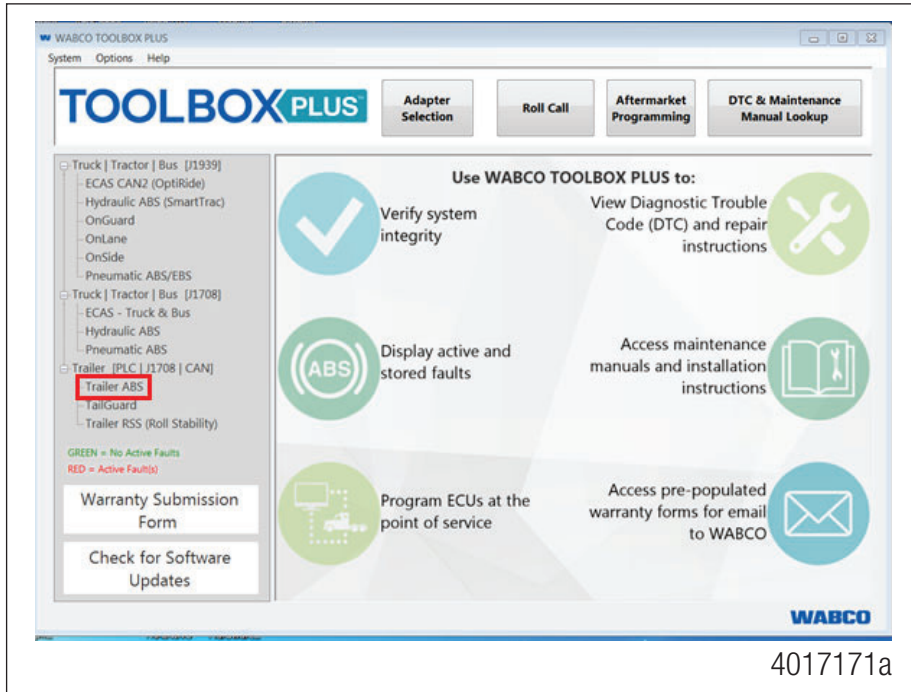 WABCO TOOLBOX PLUS
System Options Help
TOOLBOX PLUS™
Adapter
Selection
Roll Call
Aftermarket
Programming
DTC & Maintenance
Manual Lookup
Truck | Tractor | Bus [J1939]
ECAS CAN2 (OptiRide)
Hydraulic ABS (SmartTrac)
OnGuard
OnLane
OnSide
Pneumatic ABS/EBS
Truck | Tractor | Bus [J1708]
ECAS - Truck & Bus
Hydraulic ABS
Pneumatic ABS
Trailer [PLC | J1708 | CAN]
Trailer ABS
TailGuard
Trailer RSS (Roll Stability)
GREEN = No Active Faults
RED = Active Fault(s)
Warranty Submission
Form
Check for Software
Updates
Use WABCO TOOLBOX PLUS to:
Verify system
integrity
View Diagnostic Trouble
Code (DTC) and repair
instructions
ABS
Display active and
stored faults
Access maintenance
manuals and installation
instructions
Program ECUs at the
point of service
Access pre-populated
warranty forms for email
to WABCO
WABCO
4017171a